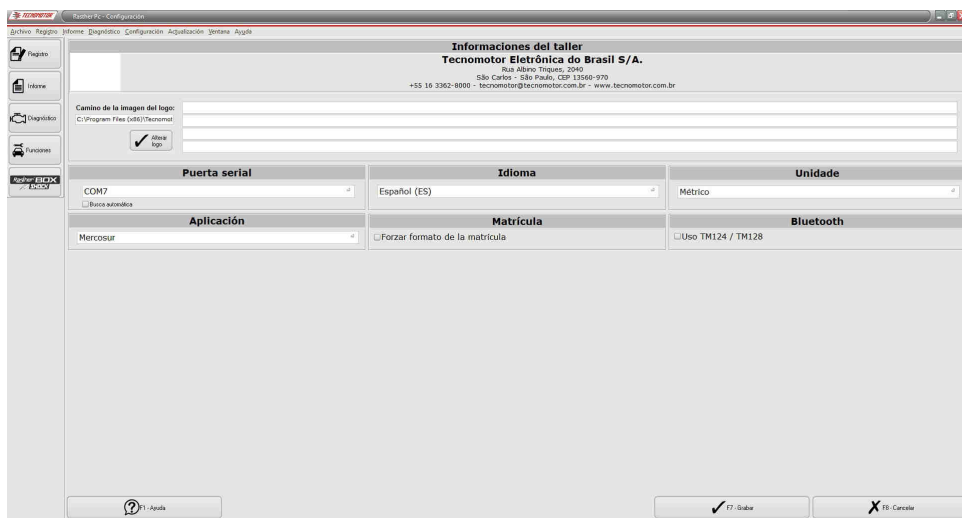 TECNOMOTOR
Rasther Pc - Configuración
Archivo Registro Informe Diagnóstico Configuración Actualización Ventana Ayuda
Registro
Informe
Diagnóstico
Funciones
Rasther BOX
Informaciones del taller
Tecnomotor Eletrônica do Brasil S/A.
Rua Albino Triques, 2040
São Carlos - São Paulo, CEP 13560-970
+55 16 3362-8000 - tecnomotor@tecnomotor.com.br - www.tecnomotor.com.br
Camino de la imagen del logo:
C:\Program Files (x86)\Tecnomot
Alterar logo
Puerta serial
Idioma
Unidade
COM7
Español (ES)
Métrico
Busca automática
Aplicación
Matrícula
Bluetooth
Mercosur
Forzar formato de la matrícula
Uso TM124 / TM128
F1 - Ayuda
F7 - Grabar
F8 - Cancelar